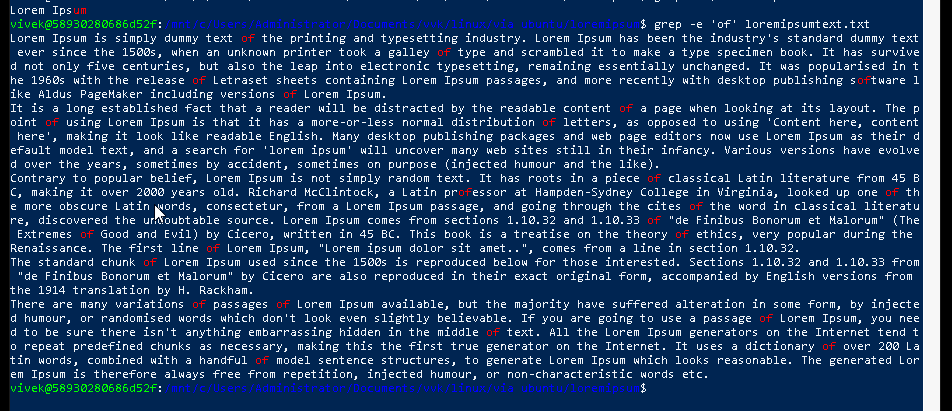 Lorem Ipsum
vivek@58930280686d52f: $ grep -e 'of' loremipsumtext.txt
Lorem Ipsum is simply dummy text of the printing and typesetting industry. Lorem Ipsum has been the industry's standard dummy text
 ever since the 1500s, when an unknown printer took a galley of type and scrambled it to make a type specimen book. It has survive
d not only five centuries, but also the leap into electronic typesetting, remaining essentially unchanged. It was popularised in t
he 1960s with the release of Letraset sheets containing Lorem Ipsum passages, and more recently with desktop publishing software l
ike Aldus PageMaker including versions of Lorem Ipsum.
It is a long established fact that a reader will be distracted by the readable content of a page when looking at its layout. The p
oint of using Lorem Ipsum is that it has a more-or-less normal distribution of letters, as opposed to using 'Content here, content
 here', making it look like readable English. Many desktop publishing packages and web page editors now use Lorem Ipsum as their d
efault model text, and a search for 'lorem ipsum' will uncover many web sites still in their infancy. Various versions have evolve
d over the years, sometimes by accident, sometimes on purpose (injected humour and the like).
Contrary to popular belief, Lorem Ipsum is not simply random text. It has roots in a piece of classical Latin literature from 45 B
C, making it over 2000 years old. Richard McClintock, a Latin professor at Hampden-Sydney College in Virginia, looked up one of th
e more obscure Latin words, consectetur, from a Lorem Ipsum passage, and going through the cites of the word in classical literatu
re, discovered the undoubtable source. Lorem Ipsum comes from sections 1.10.32 and 1.10.33 of "de Finibus Bonorum et Malorum" (The
 Extremes of Good and Evil) by Cicero, written in 45 BC. This book is a treatise on the theory of ethics, very popular during the
Renaissance. The first line of Lorem Ipsum, "Lorem ipsum dolor sit amet..", comes from a line in section 1.10.32.
The standard chunk of Lorem Ipsum used since the 1500s is reproduced below for those interested. Sections 1.10.32 and 1.10.33 from
 "de Finibus Bonorum et Malorum" by Cicero are also reproduced in their exact original form, accompanied by English versions from
the 1914 translation by H. Rackham.
There are many variations of passages of Lorem Ipsum available, but the majority have suffered alteration in some form, by injecte
d humour, or randomised words which don't look even slightly believable. If you are going to use a passage of Lorem Ipsum, you nee
d to be sure there isn't anything embarrassing hidden in the middle of text. All the Lorem Ipsum generators on the Internet tend t
o repeat predefined chunks as necessary, making this the first true generator on the Internet. It uses a dictionary of over 200 La
tin words, combined with a handful of model sentence structures, to generate Lorem Ipsum which looks reasonable. The generated Lor
em Ipsum is therefore always free from repetition, injected humour, or non-characteristic words etc.
vivek@58930280686d52f: $